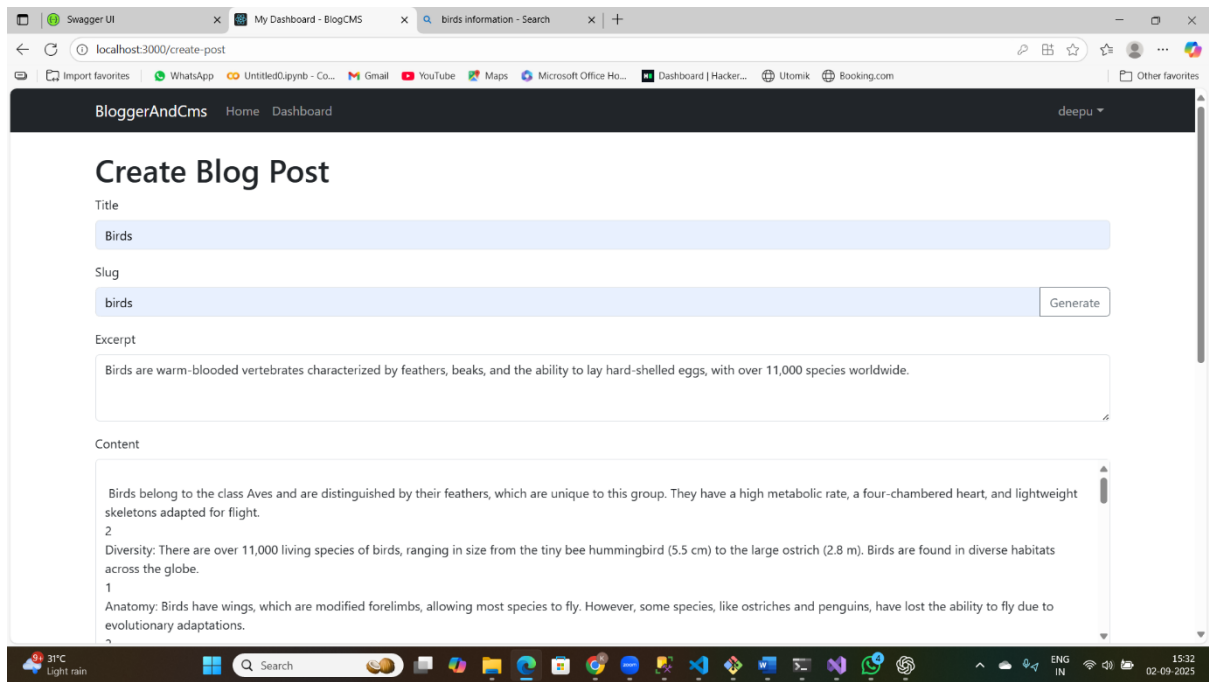 Swagger UI
My Dashboard - BlogCMS
birds information - Search
localhost:3000/create-post
Import favorites
WhatsApp
Untitled0.ipynb - Co...
Gmail
YouTube
Maps
Microsoft Office Ho...
Dashboard | Hacker...
Utomik
Booking.com
Other favorites
BloggerAndCms Home Dashboard
deepu
Create Blog Post
Title
Birds
Slug
birds
Generate
Excerpt
Birds are warm-blooded vertebrates characterized by feathers, beaks, and the ability to lay hard-shelled eggs, with over 11,000 species worldwide.
Content
Birds belong to the class Aves and are distinguished by their feathers, which are unique to this group. They have a high metabolic rate, a four-chambered heart, and lightweight
skeletons adapted for flight.
2
Diversity: There are over 11,000 living species of birds, ranging in size from the tiny bee hummingbird (5.5 cm) to the large ostrich (2.8 m). Birds are found in diverse habitats
across the globe.
1
Anatomy: Birds have wings, which are modified forelimbs, allowing most species to fly. However, some species, like ostriches and penguins, have lost the ability to fly due to
evolutionary adaptations.
9+
31°C
Light rain
Search
zoom
4
ENG
IN
15:32
02-09-2025